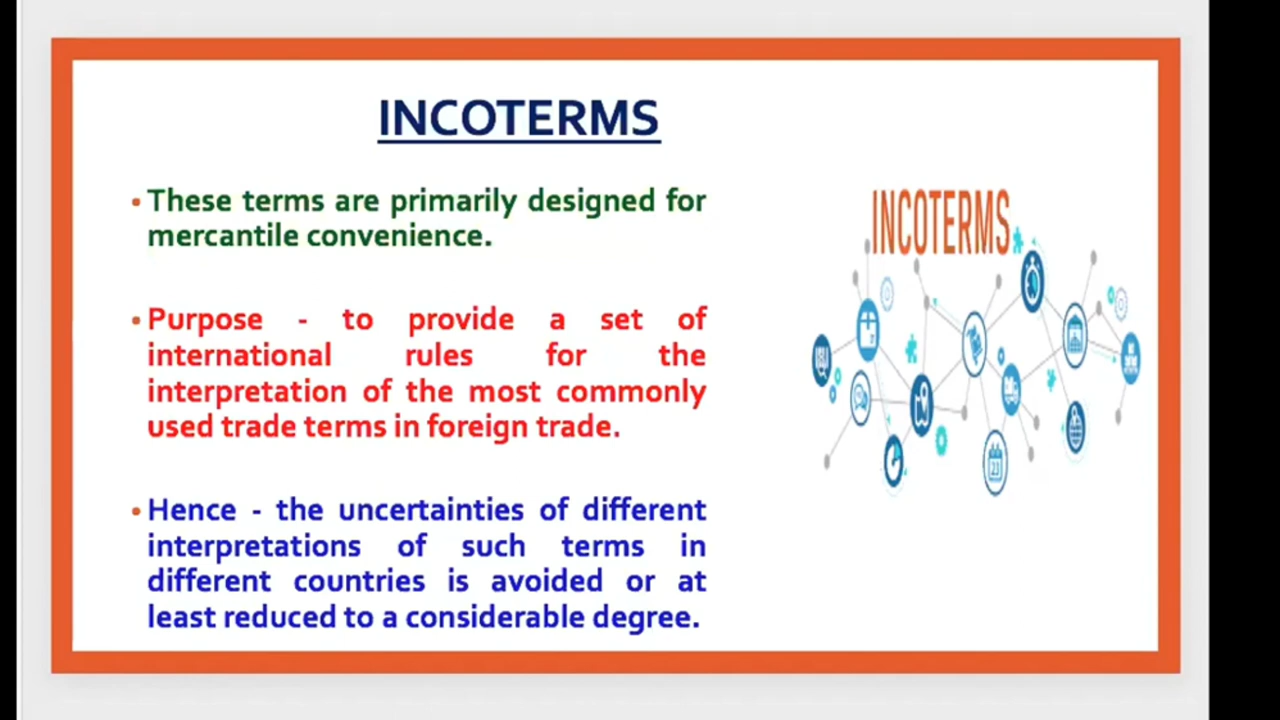 INCOTERMS
• These terms are primarily designed for
mercantile convenience.
• Purpose - to provide a set of
international rules for the
interpretation of the most commonly
used trade terms in foreign trade.
• Hence - the uncertainties of different
interpretations of such terms in
different countries is avoided or at
least reduced to a considerable degree.
INCOTERMS
23